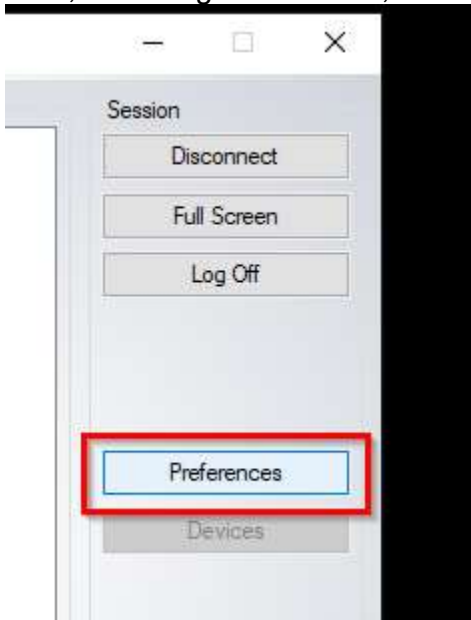 Session
Disconnect
Full Screen
Log Off
Preferences
Devices